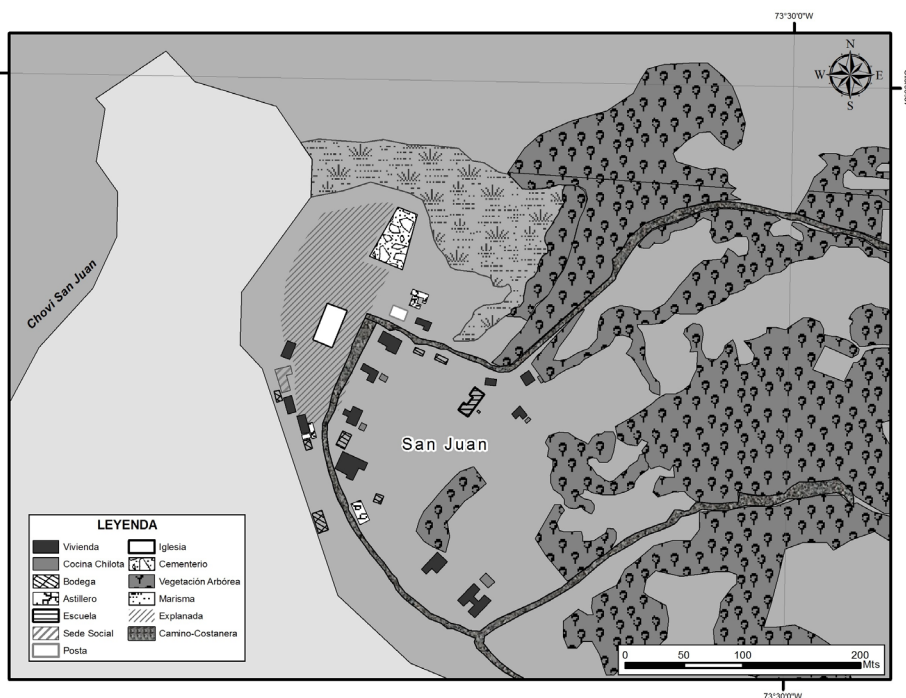 73°30'0"W
N
W E
S
Chovi San Juan
San Juan
LEYENDA
Vivienda
Cocina Chilota
Bodega
Astillero
Escuela
Sede Social
Posta
Iglesia
Cementerio
Vegetación Arbórea
Marisma
Explanada
Camino-Costanera
0 50 100 200
Mts
73°30'0"W